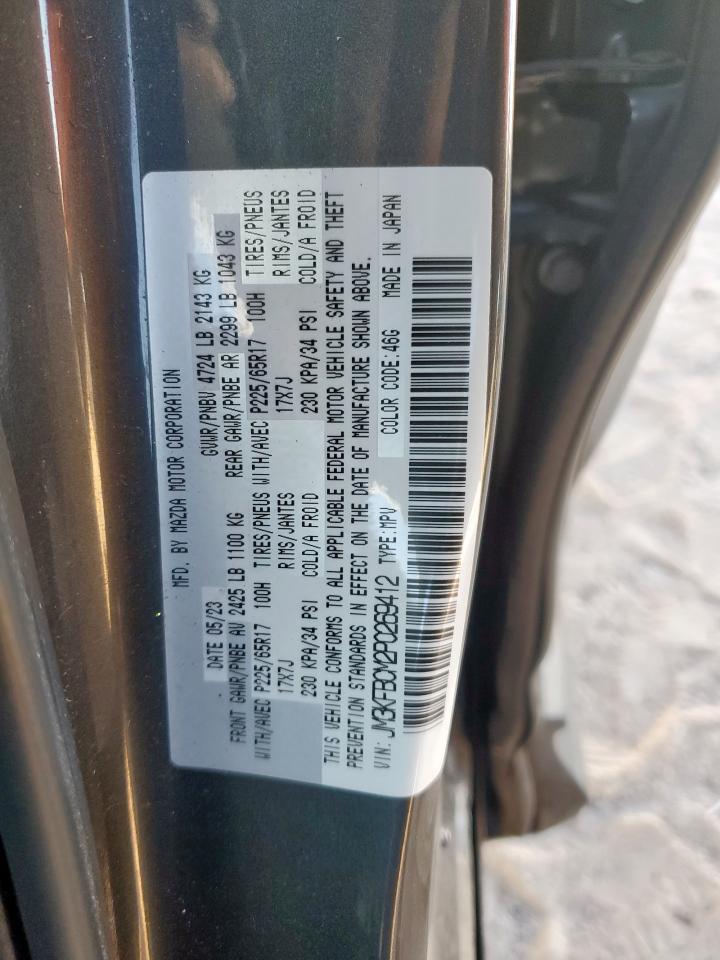 MFD. BY MAZDA MOTOR CORPORATION
DATE 05/23 GVWR/PNBV 4724 LB 2143 KG
FRONT GAWR/PNBE AV 2425 LB 1100 KG REAR GAWR/PNBE AR 2299 LB 1043 KG
WITH/AVEC P225/65R17 100H TIRES/PNEUS WITH/AVEC P225/65R17 100H TIRES/PNEUS
17X7J RIMS/JANTES 17X7J RIMS/JANTES
230 KPA/34 PSI COLD/A FROID 230 KPA/34 PSI COLD/A FROID
THIS VEHICLE CONFORMS TO ALL APPLICABLE FEDERAL MOTOR VEHICLE SAFETY AND THEFT
PREVENTION STANDARDS IN EFFECT ON THE DATE OF MANUFACTURE SHOWN ABOVE.
VIN: JM3KFBCM2P0269412 TYPE:MPV COLOR CODE:46G MADE IN JAPAN